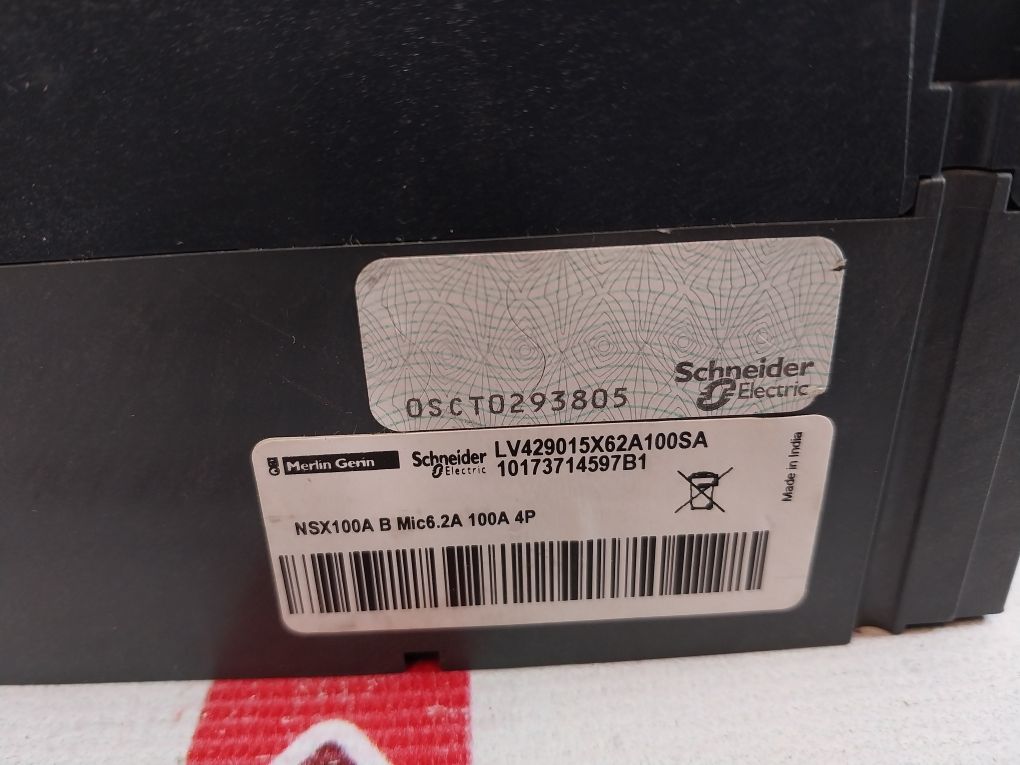 OSCT0293805
Schneider
Electric
Merlin Gerin
Schneider
Electric
LV429015X62A100SA
10173714597B1
Made in India
NSX100A B Mic6.2A 100A 4P